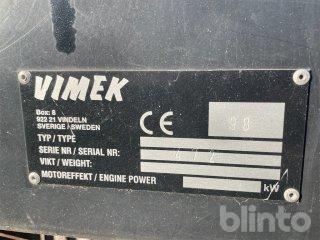 VIMEK
Box: 8
922 21 VINDELN
SVERIGE / SWEDEN
CE
TYP / TYPE
SERIE NR / SERIAL NR:
VIKT / WEIGHT:
MOTOREFFEKT / ENGINE POWER
kW
blinto